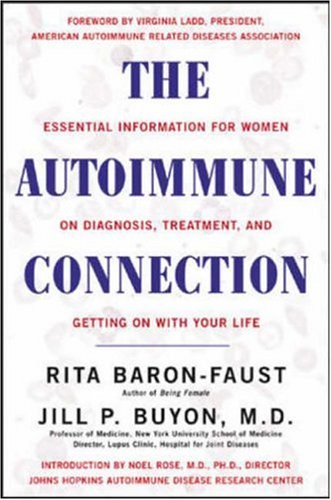 FOREWORD BY VIRGINIA LADD, PRESIDENT,
AMERICAN AUTOIMMUNE RELATED DISEASES ASSOCIATION
THE
ESSENTIAL INFORMATION FOR WOMEN
AUTOIMMUNE
ON DIAGNOSIS, TREATMENT, AND
CONNECTION
GETTING ON WITH YOUR LIFE
RITA BARON-FAUST
Author of Being Female
JILL P. BUYON, M.D.
Professor of Medicine, New York University School of Medicine
Director, Lupus Clinic, Hospital for Joint Diseases
INTRODUCTION BY NOEL ROSE, M.D., PH.D., DIRECTOR
JOHNS HOPKINS AUTOIMMUNE DISEASE RESEARCH CENTER